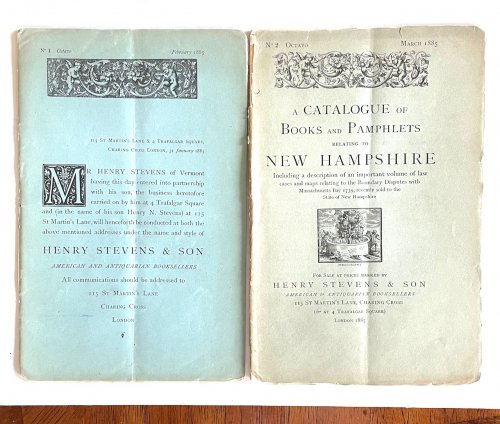 Nº 1 Octavo February 1885
115 St Martin's Lane & 4 Trafalgar Square,
Charing Cross London, 31 January 1885
MR HENRY STEVENS of Vermont
having this day entered into partnership
with his son, the business heretofore
carried on by him at 4 Trafalgar Square
and (in the name of his son Henry N. Stevens) at 115
St Martin's Lane, will henceforth be conducted at both the
above mentioned addresses under the name and style of
HENRY STEVENS & SON
AMERICAN AND ANTIQUARIAN BOOKSELLERS
All communications should be addressed to
115 St Martin's Lane
Charing Cross
London
Nº 2 Octavo March 1885
A CATALOGUE OF
Books and Pamphlets
RELATING TO
NEW HAMPSHIRE
Including a description of an important volume of law
cases and maps relating to the Boundary Disputes with
Massachusetts Bay 1739, recently sold to the
State of New Hampshire
FOR SALE AT PRICES MARKED BY
HENRY STEVENS & SON
AMERICAN & ANTIQUARIAN BOOKSELLERS
115 ST MARTIN'S LANE, CHARING CROSS
(or AT 4 TRAFALGAR SQUARE)
LONDON 1885